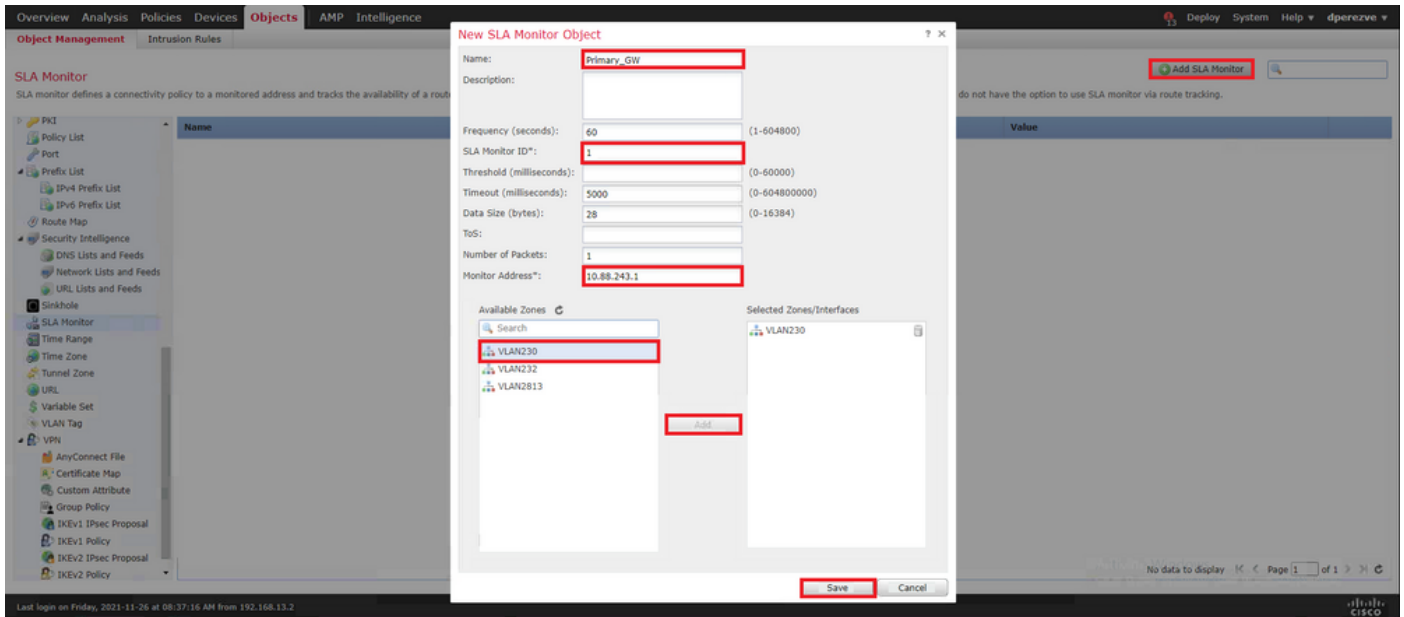 Overview Analysis Policies Devices Objects AMP Intelligence
13 Deploy System Help dperezve
Object Management Intrusion Rules
SLA Monitor
SLA monitor defines a connectivity policy to a monitored address and tracks the availability of a rout
do not have the option to use SLA monitor via route tracking.
Add SLA Monitor
PKI
Policy List
Port
Prefix List
IPv4 Prefix List
IPv6 Prefix List
Route Map
Security Intelligence
DNS Lists and Feeds
Network Lists and Feeds
URL Lists and Feeds
Sinkhole
SLA Monitor
Time Range
Time Zone
Tunnel Zone
URL
Variable Set
VLAN Tag
VPN
AnyConnect File
Certificate Map
Custom Attribute
Group Policy
IKEv1 IPsec Proposal
IKEv1 Policy
IKEv2 IPsec Proposal
IKEv2 Policy
Name
Value
New SLA Monitor Object ? ×
Name: Primary_GW
Description:
Frequency (seconds): 60 (1-604800)
SLA Monitor ID*: 1
Threshold (milliseconds): (0-60000)
Timeout (milliseconds): 5000 (0-604800000)
Data Size (bytes): 28 (0-16384)
ToS:
Number of Packets: 1
Monitor Address*: 10.88.243.1
Available Zones
Search
VLAN230
VLAN232
VLAN2813
Add
Selected Zones/Interfaces
VLAN230
Save Cancel
No data to display Page 1 of 1
Last login on Friday, 2021-11-26 at 08:37:16 AM from 192.168.13.2
CISCO